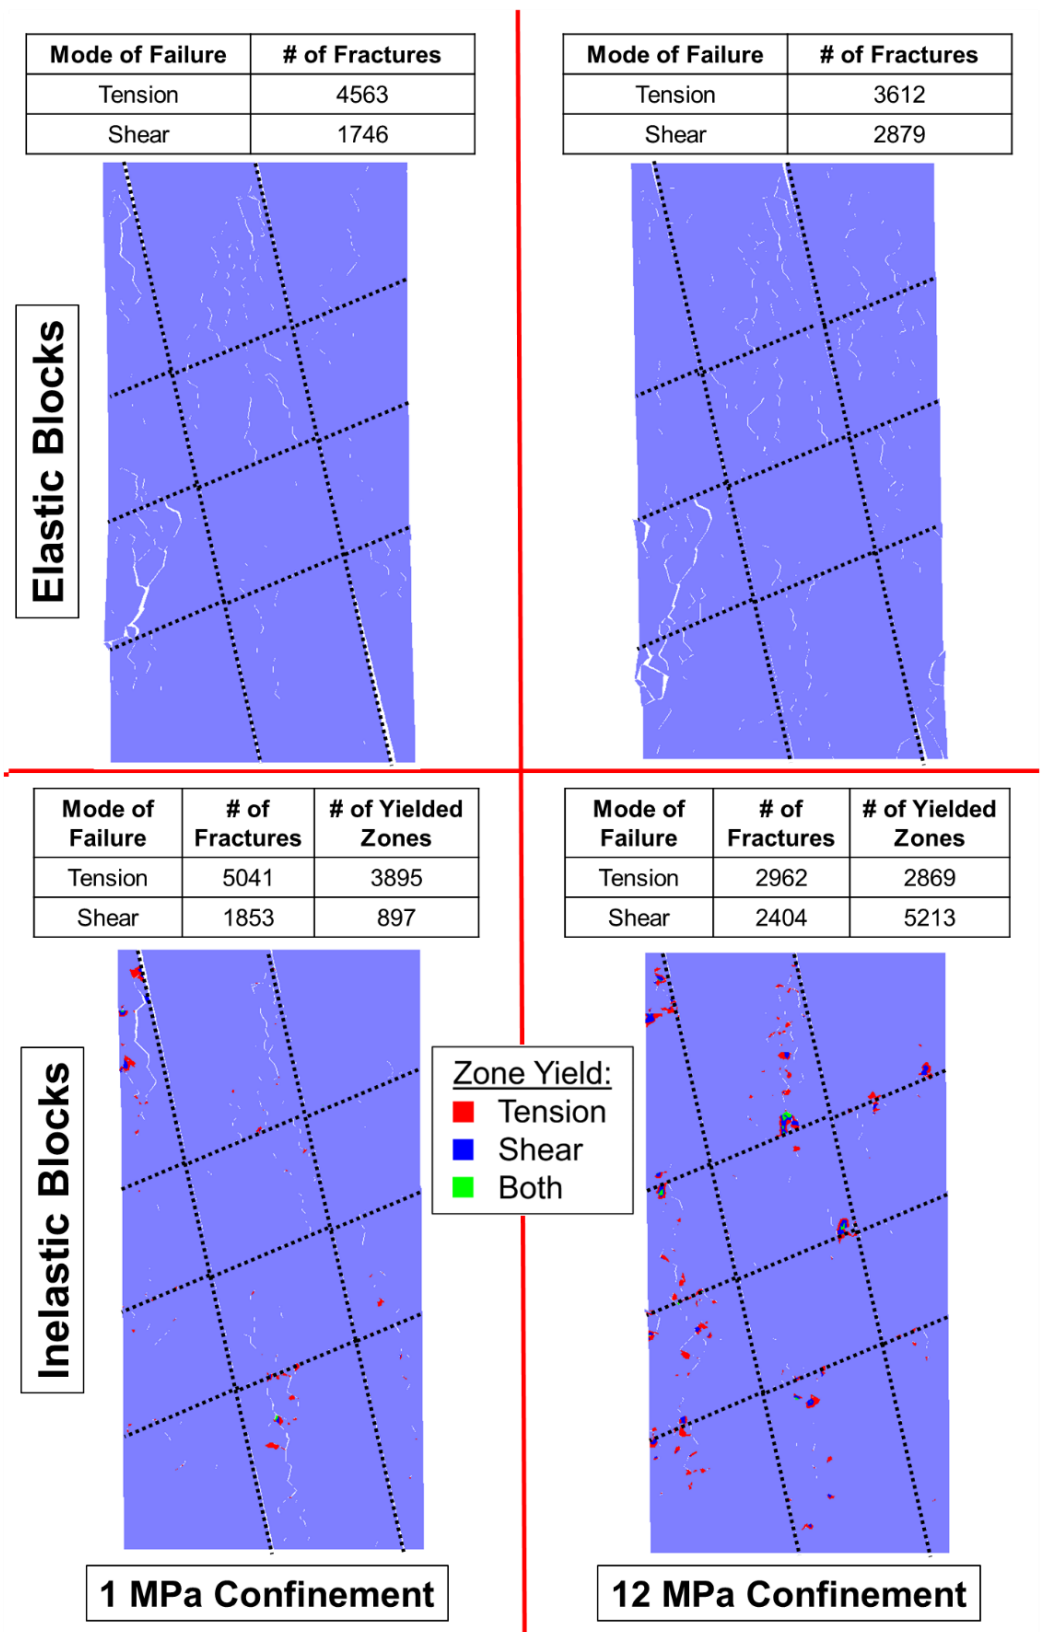 Mode of Failure # of Fractures
Tension 4563
Shear 1746
Mode of Failure # of Fractures
Tension 3612
Shear 2879
Elastic Blocks
Mode of Failure # of Fractures # of Yielded Zones
Tension 5041 3895
Shear 1853 897
Mode of Failure # of Fractures # of Yielded Zones
Tension 2962 2869
Shear 2404 5213
Inelastic Blocks
Zone Yield:
Tension
Shear
Both
1 MPa Confinement
12 MPa Confinement